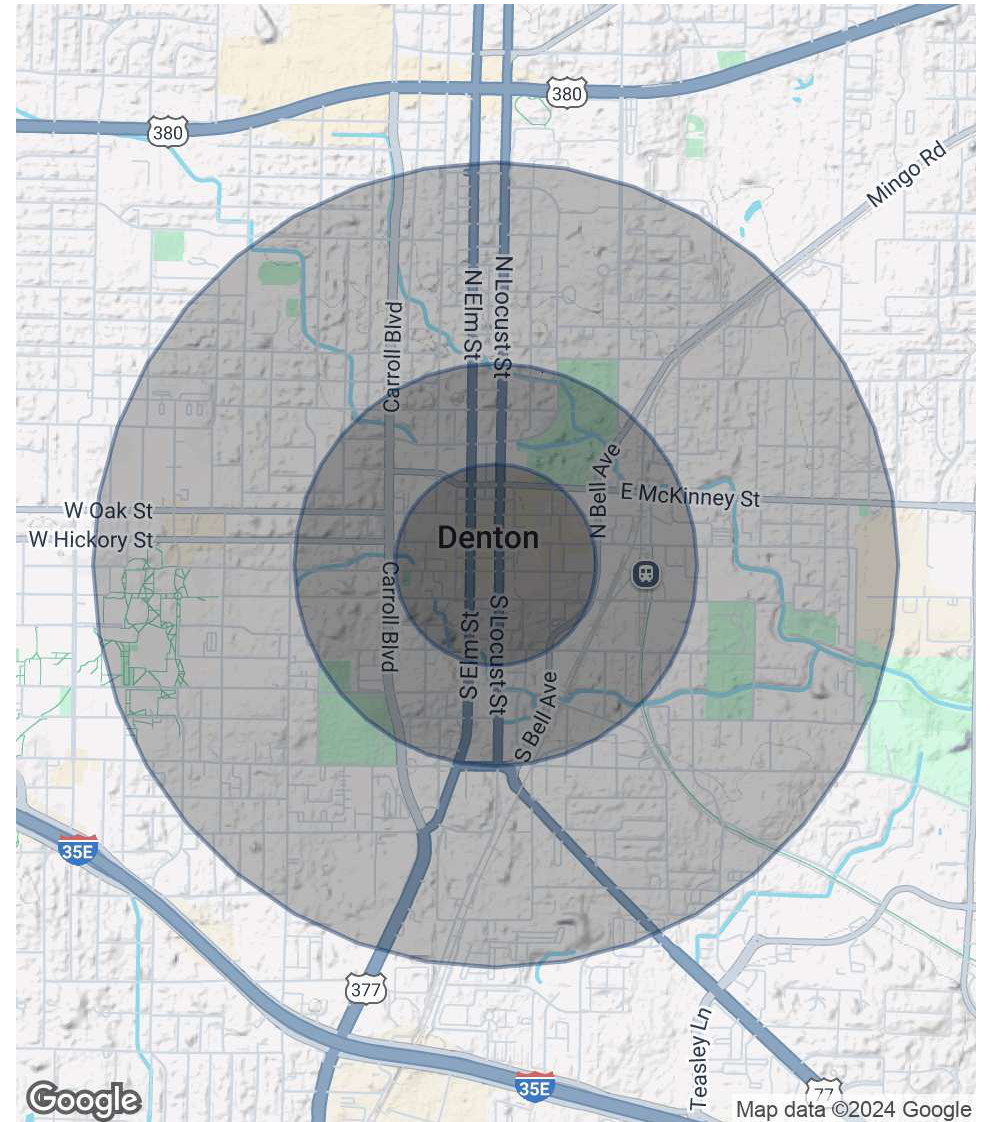 380
380
Mingo Rd
N Elm St
N Locust St
Carroll Blvd
N Bell Ave
E McKinney St
W Oak St
W Hickory St
Denton
Carroll Blvd
S Elm St
S Locust St
S Bell Ave
35E
377
35E
Teasley Ln
77
Google
Map data ©2024 Google